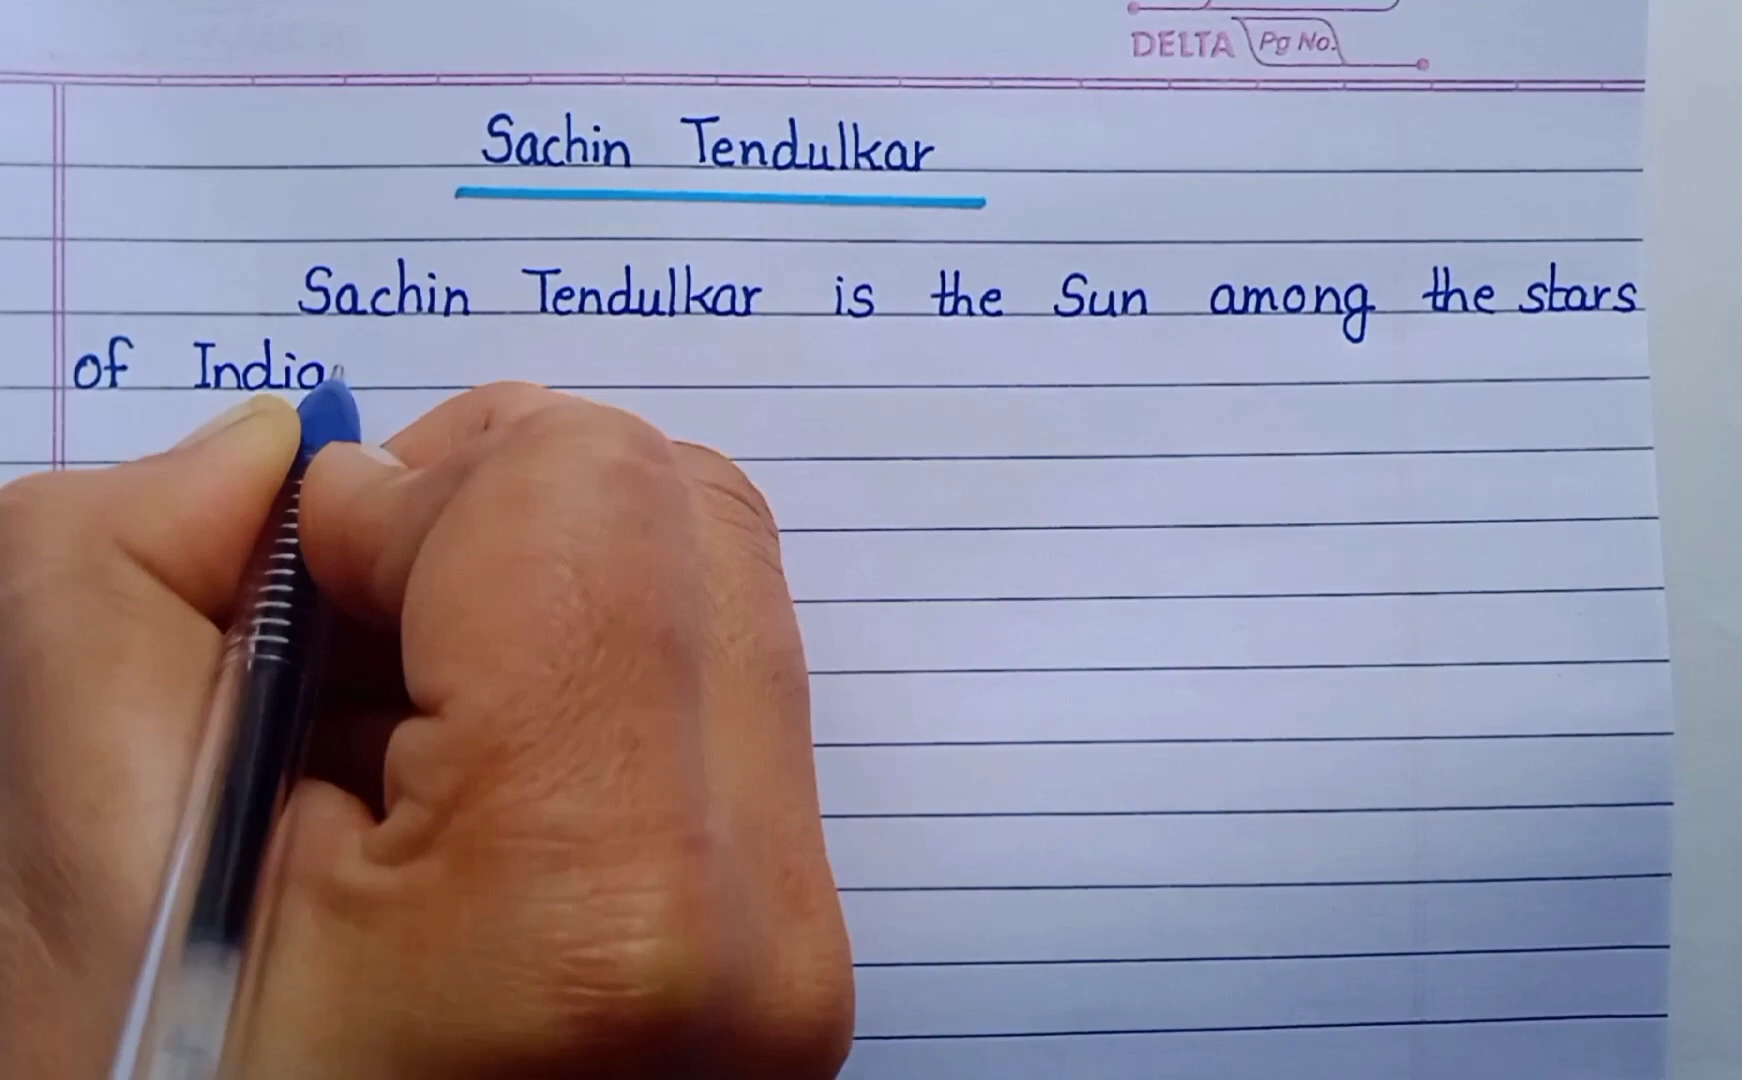 DELTA Pg No.
Sachin Tendulkar
Sachin Tendulkar is the Sun among the stars
of India